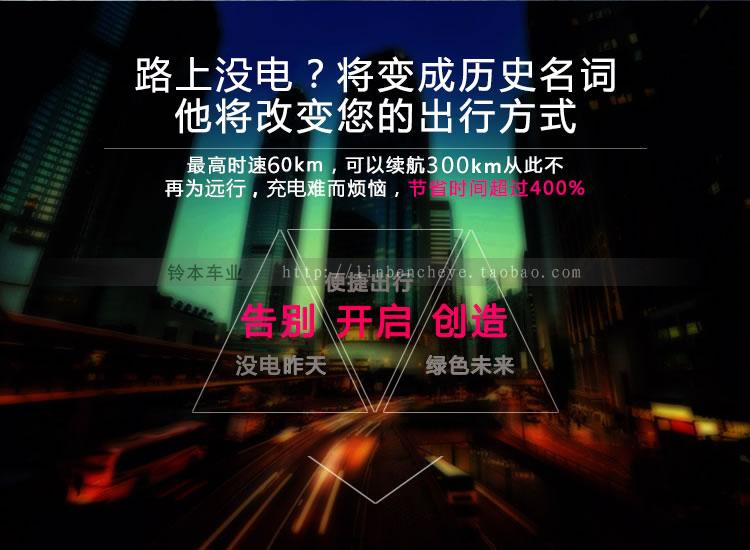 路上没电？将变成历史名词
他将改变您的出行方式
最高时速60km，可以续航300km从此不
再为远行，充电难而烦恼，节省时间超过400%
铃本车业 http://linbencheye.taobao.com
便捷出行
告别 开启 创造
没电昨天 绿色未来